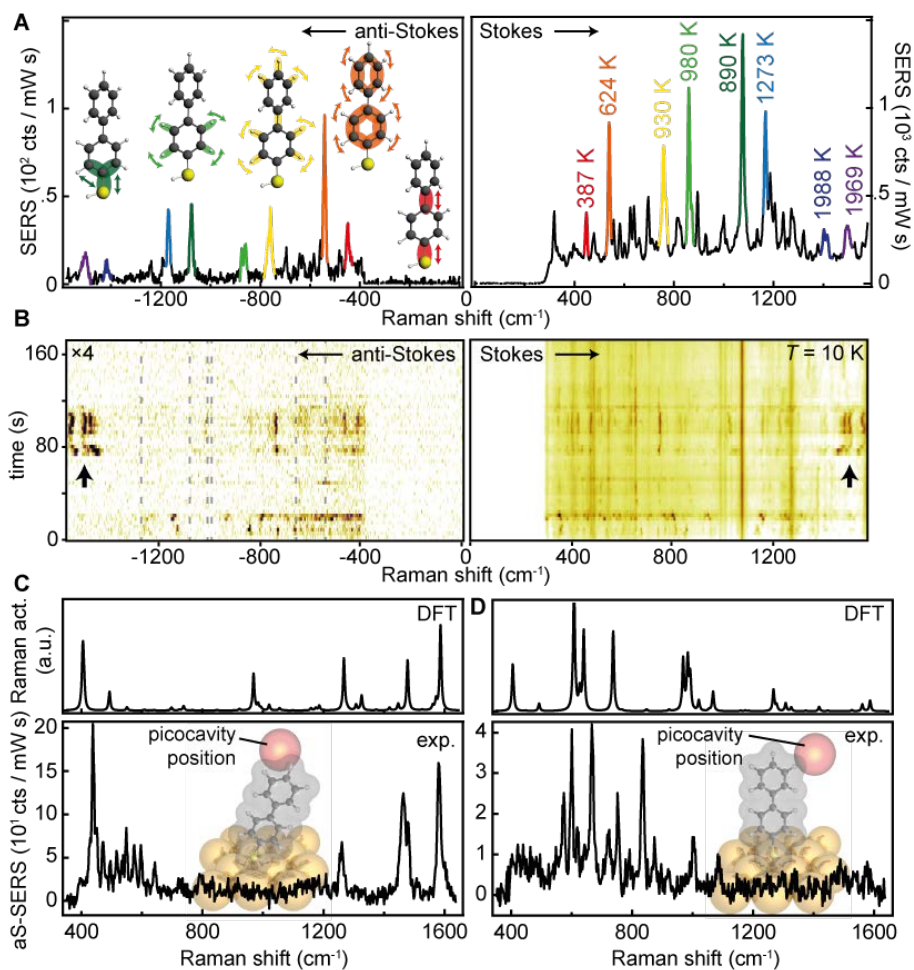 A
anti-Stokes
Stokes
SERS (10² cts / mW s)
1
.5
0
-1200
-800
-400
0
387 K
624 K
930 K
980 K
890 K
1273 K
1988 K
1969 K
400
800
1200
1
.5
0
SERS (10³ cts / mW s)
Raman shift (cm⁻¹)
B
×4
anti-Stokes
Stokes
T = 10 K
time (s)
160
80
0
-1200
-800
-400
0
400
800
1200
Raman shift (cm⁻¹)
Raman shift (cm⁻¹)
C
DFT
Raman act.
a.u.)
aS-SERS (10¹ cts / mW s)
20
15
10
5
0
exp.
picocavity
position
400
800
1200
1600
Raman shift (cm⁻¹)
D
DFT
4
3
2
1
0
exp.
picocavity
position
400
800
1200
1600
Raman shift (cm⁻¹)